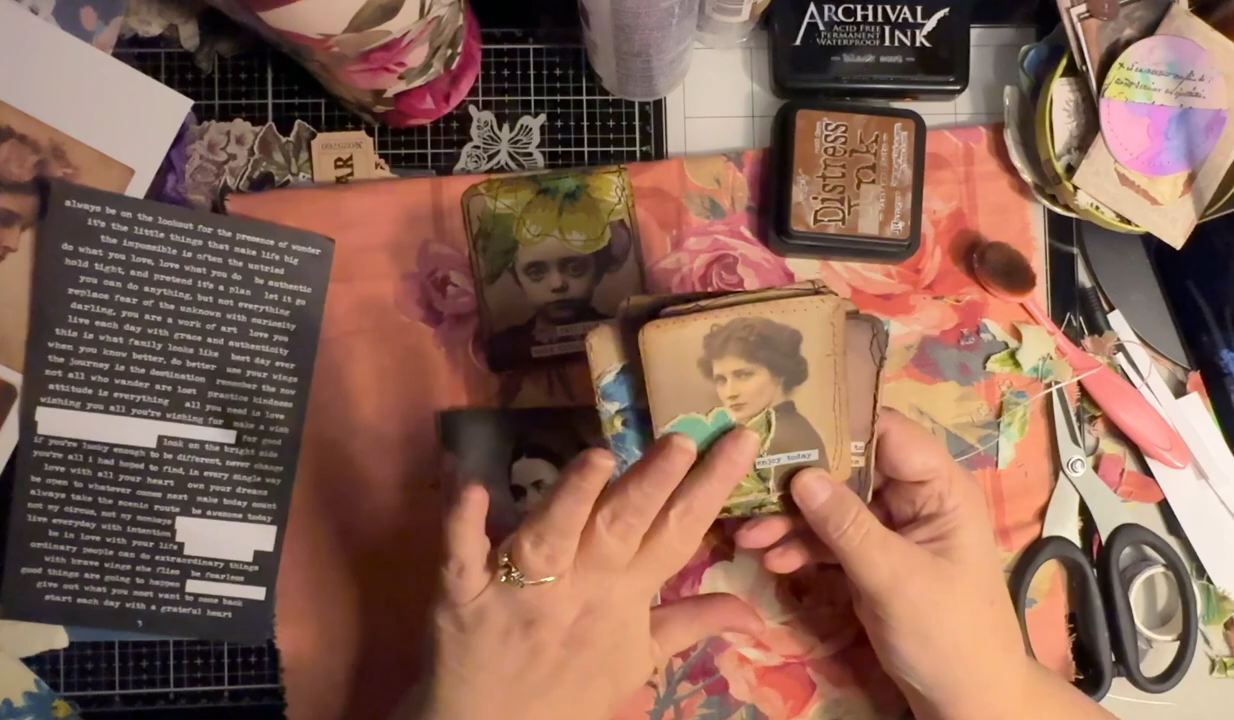 ARCHIVAL
INK
ACID FREE
PERMANENT
WATERPROOF
Distress
Ink
always be on the lookout for the presence of wonder
it's the little things that make life big
the impossible is often the untried
do what you love, love what you do be authentic
hold tight, and pretend it's a plan let it go
you can do anything, but not everything
replace fear of the unknown with curiosity
darling, you are a work of art love you
live each day with grace and authenticity
this is what family looks like best day ever
when you know better, do better use your wings
the journey is the destination remember the now
not all who wander are lost practice kindness
attitude is everything all you need is love
wishing you all you're wishing for make a wish
for good
look on the bright side
if you're lucky enough to be different, never change
you're all i had hoped to find, in every single way
love with all your heart own your dreams
be open to whatever comes next make today count
always take the scenic route be awesome today
not my circus, not my monkeys
live everyday with intention
be in love with your life
ordinary people can do extraordinary things
with brave wings she flies be fearless
good things are going to happen
give out what you most want to come back
start each day with a grateful heart
enjoy today